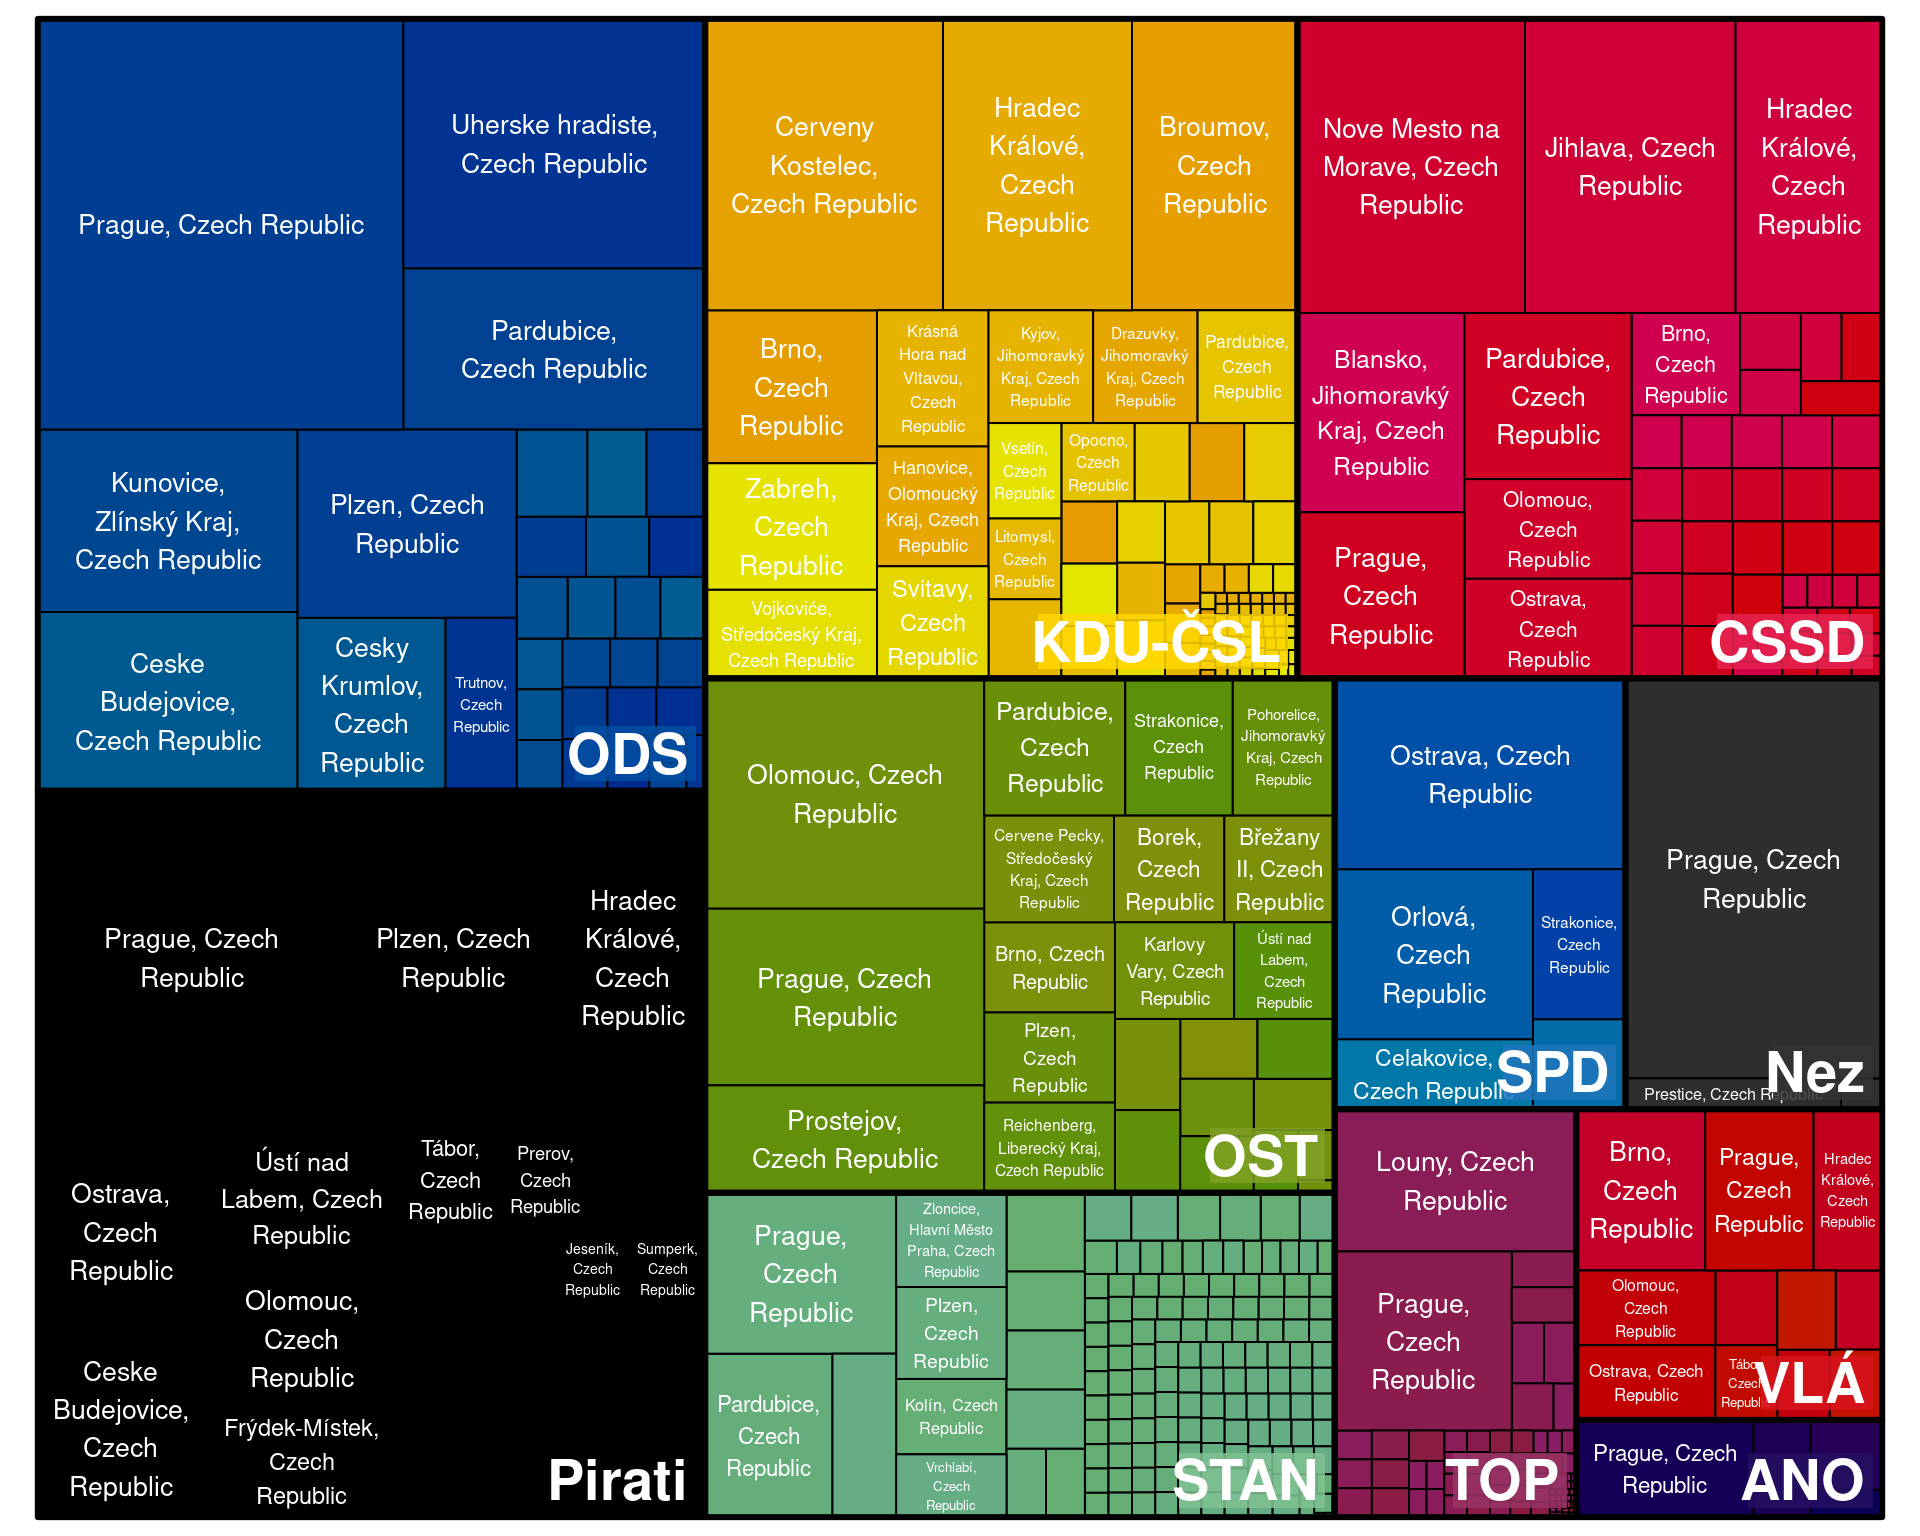 Prague, Czech Republic
Uherske hradiste,
Czech Republic
Pardubice,
Czech Republic
Kunovice,
Zlínský Kraj,
Czech Republic
Plzen, Czech
Republic
Ceske
Budejovice,
Czech Republic
Cesky
Krumlov,
Czech
Republic
Trutnov,
Czech
Republic
ODS
Cerveny
Kostelec,
Czech Republic
Hradec
Králové,
Czech
Republic
Broumov,
Czech
Republic
Brno,
Czech
Republic
Krásná
Hora nad
Vltavou,
Czech
Republic
Kyjov,
Jihomoravký
Kraj, Czech
Republic
Drazuvky,
Jihomoravký
Kraj, Czech
Republic
Pardubice,
Czech
Republic
Zabreh,
Czech
Republic
Hanovice,
Olomoucký
Kraj, Czech
Republic
Vsetín,
Czech
Republic
Opocno,
Czech
Republic
Litomysl,
Czech
Republic
Vojkoviće,
Středočeský Kraj,
Czech Republic
Svitavy,
Czech
Republic
KDU-ČSL
Nove Mesto na
Morave, Czech
Republic
Jihlava, Czech
Republic
Hradec
Králové,
Czech
Republic
Blansko,
Jihomoravký
Kraj, Czech
Republic
Pardubice,
Czech
Republic
Brno,
Czech
Republic
Prague,
Czech
Republic
Olomouc,
Czech
Republic
Ostrava,
Czech
Republic
CSSD
Prague, Czech
Republic
Plzen, Czech
Republic
Hradec
Králové,
Czech
Republic
Ostrava,
Czech
Republic
Ústí nad
Labem, Czech
Republic
Tábor,
Czech
Republic
Prerov,
Czech
Republic
Jeseník,
Czech
Republic
Sumperk,
Czech
Republic
Olomouc,
Czech
Republic
Ceske
Budejovice,
Czech
Republic
Frýdek-Místek,
Czech
Republic
Pirati
Olomouc, Czech
Republic
Pardubice,
Czech
Republic
Strakonice,
Czech
Republic
Pohorelice,
Jihomoravký
Kraj, Czech
Republic
Cervene Pecky,
Středočeský
Kraj, Czech
Republic
Borek,
Czech
Republic
Břežany
II, Czech
Republic
Prague, Czech
Republic
Brno, Czech
Republic
Karlovy
Vary, Czech
Republic
Ústí nad
Labem,
Czech
Republic
Plzen,
Czech
Republic
Prostejov,
Czech Republic
Reichenberg,
Liberecký Kraj,
Czech Republic
OST
Ostrava, Czech
Republic
Orlová,
Czech
Republic
Strakonice,
Czech
Republic
Celakovice,
Czech Republic
SPD
Prague, Czech
Republic
Prestice, Czech Republic
Nez
Prague,
Czech
Republic
Zloncice,
Hlavní Město
Praha, Czech
Republic
Plzen,
Czech
Republic
Pardubice,
Czech
Republic
Kolín, Czech
Republic
Vrchlabí,
Czech
Republic
STAN
Louny, Czech
Republic
Prague,
Czech
Republic
TOP
Brno,
Czech
Republic
Prague,
Czech
Republic
Hradec
Králové,
Czech
Republic
Olomouc,
Czech
Republic
Ostrava, Czech
Republic
Tábor,
Czech
Republic
VLÁ
Prague, Czech
Republic
ANO